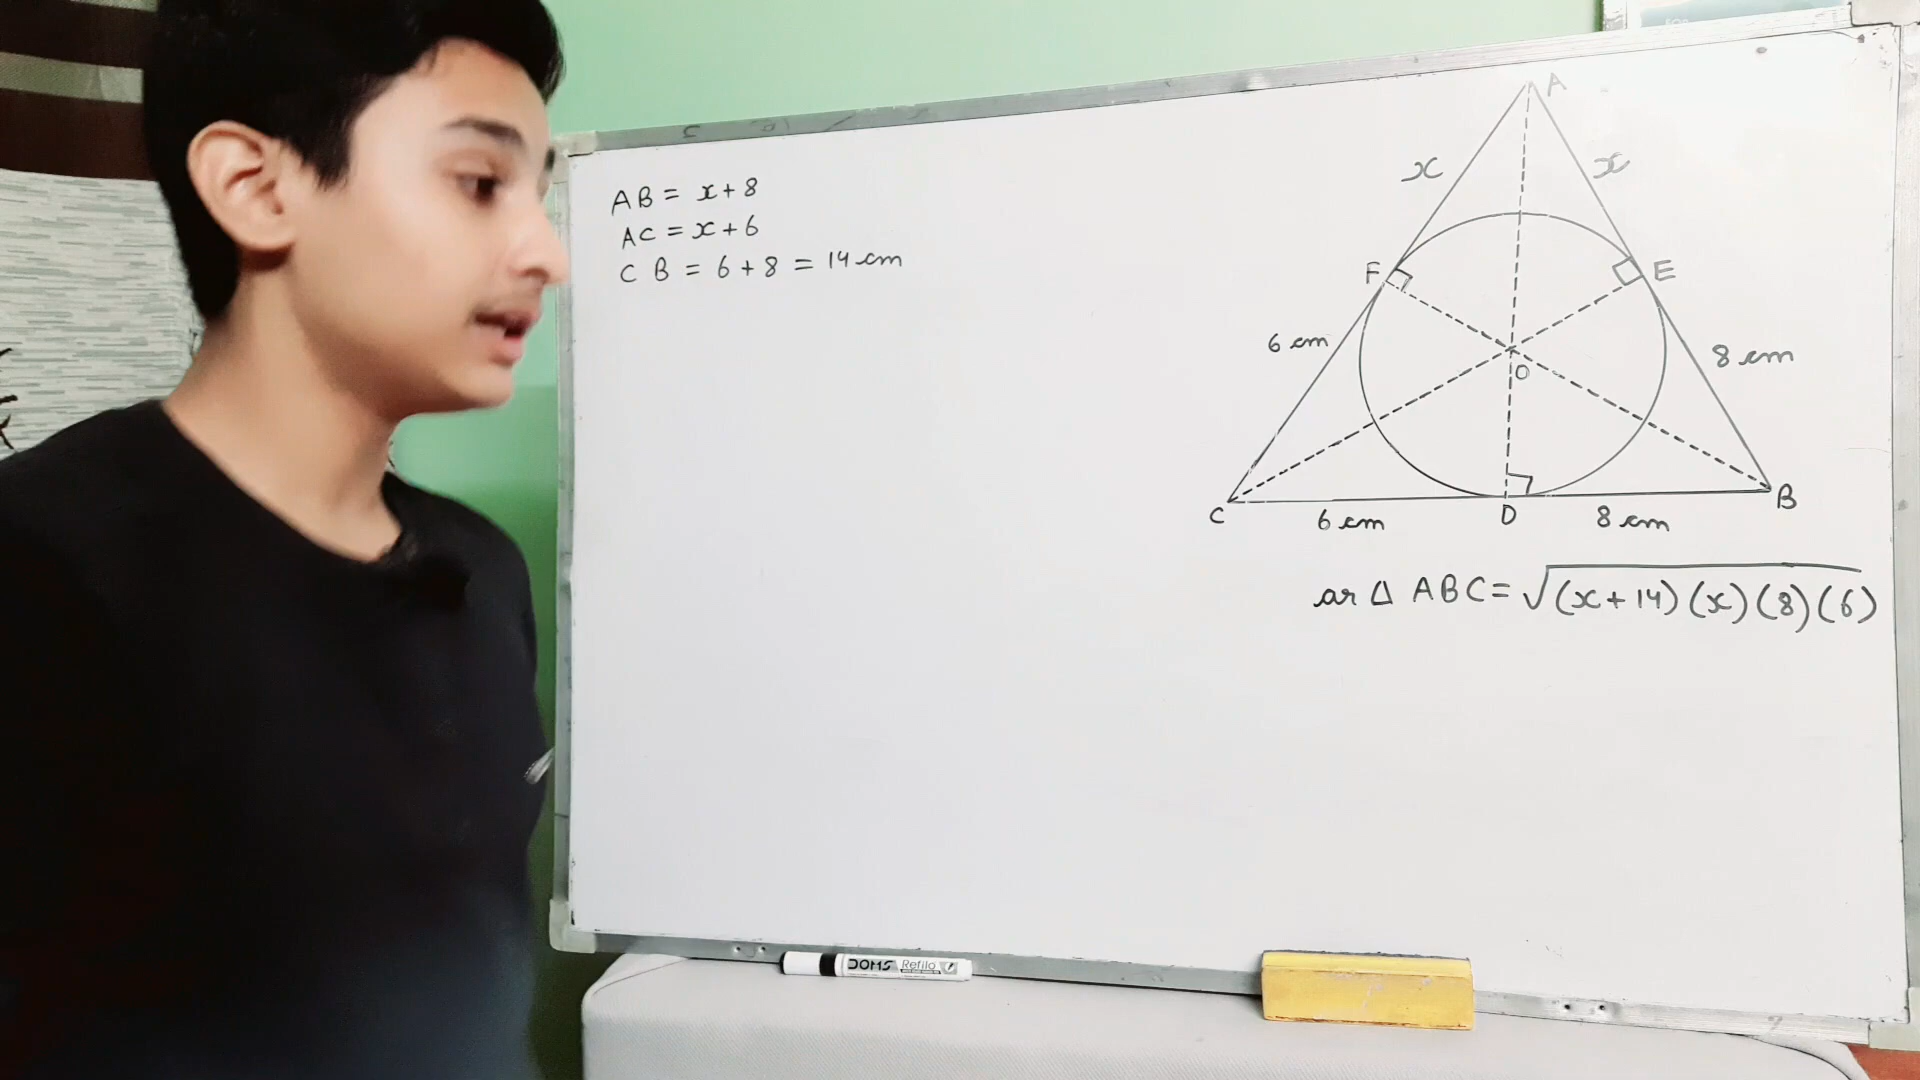 AB = x + 8
AC = x + 6
CB = 6 + 8 = 14 cm
A
x
x
F
E
6 cm
8 cm
O
C
D
B
6 cm
8 cm
ar Δ ABC = √(x + 14) (x) (8) (6)
DOMS Refilo